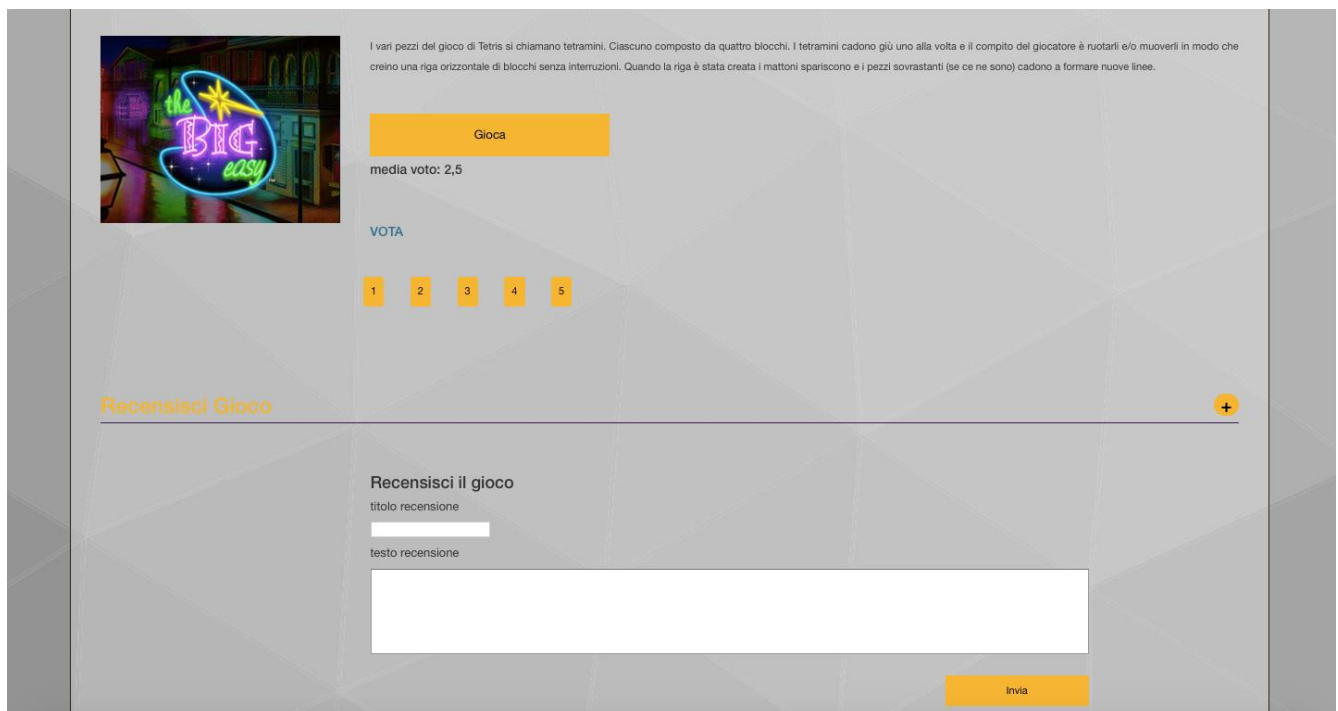 the
BIG
easy
I vari pezzi del gioco di Tetris si chiamano tetramini. Ciascuno composto da quattro blocchi. I tetramini cadono giù uno alla volta e il compito del giocatore è ruotarli e/o muoverli in modo che
creino una riga orizzontale di blocchi senza interruzioni. Quando la riga è stata creata i mattoni spariscono e i pezzi sovrastanti (se ce ne sono) cadono a formare nuove linee.
Gioca
media voto: 2,5
VOTA
1 2 3 4 5
Recensisci Gioco
+
Recensisci il gioco
titolo recensione
testo recensione
Invia